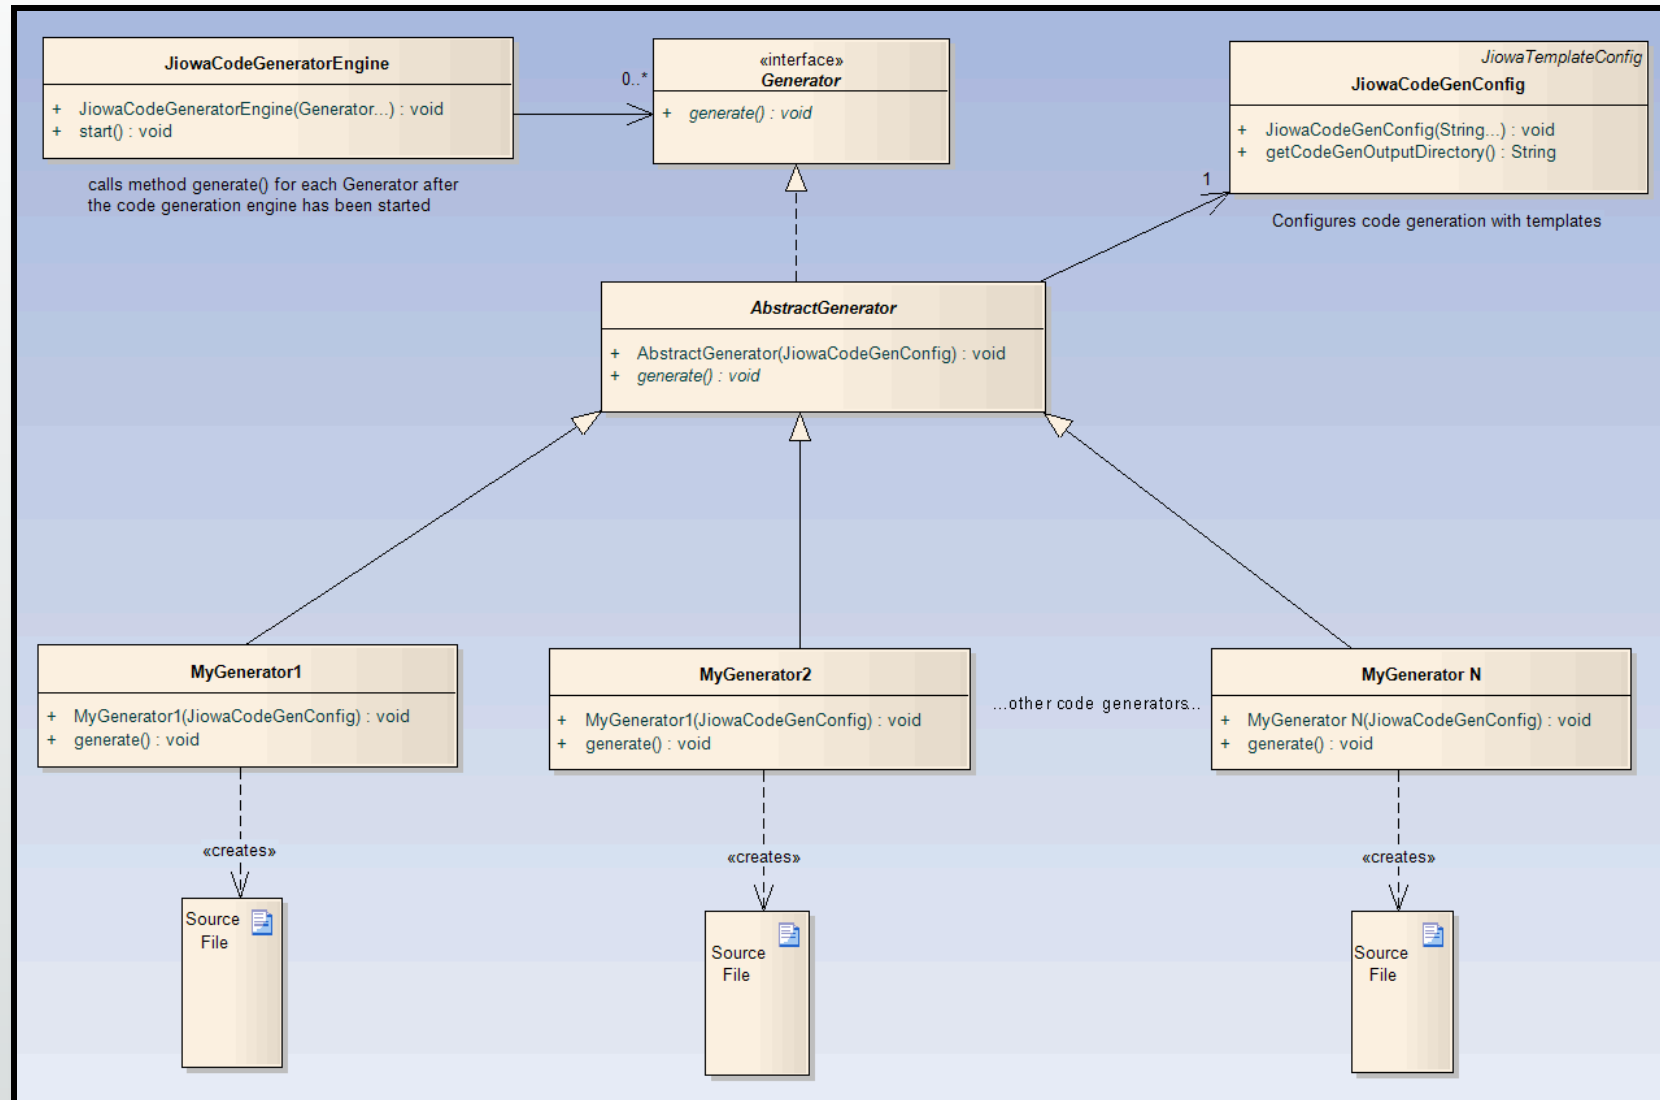 JiowaCodeGeneratorEngine
+ JiowaCodeGeneratorEngine(Generator...) : void
+ start() : void
calls method generate() for each Generator after
the code generation engine has been started
0..*
«interface»
Generator
+ generate() : void
JiowaTemplateConfig
JiowaCodeGenConfig
+ JiowaCodeGenConfig(String...) : void
+ getCodeGenOutputDirectory() : String
1
Configures code generation with templates
AbstractGenerator
+ AbstractGenerator(JiowaCodeGenConfig) : void
+ generate() : void
MyGenerator1
+ MyGenerator1(JiowaCodeGenConfig) : void
+ generate() : void
MyGenerator2
+ MyGenerator1(JiowaCodeGenConfig) : void
+ generate() : void
...other code generators...
MyGenerator N
+ MyGenerator N(JiowaCodeGenConfig) : void
+ generate() : void
«creates»
«creates»
«creates»
Source
File
Source
File
Source
File